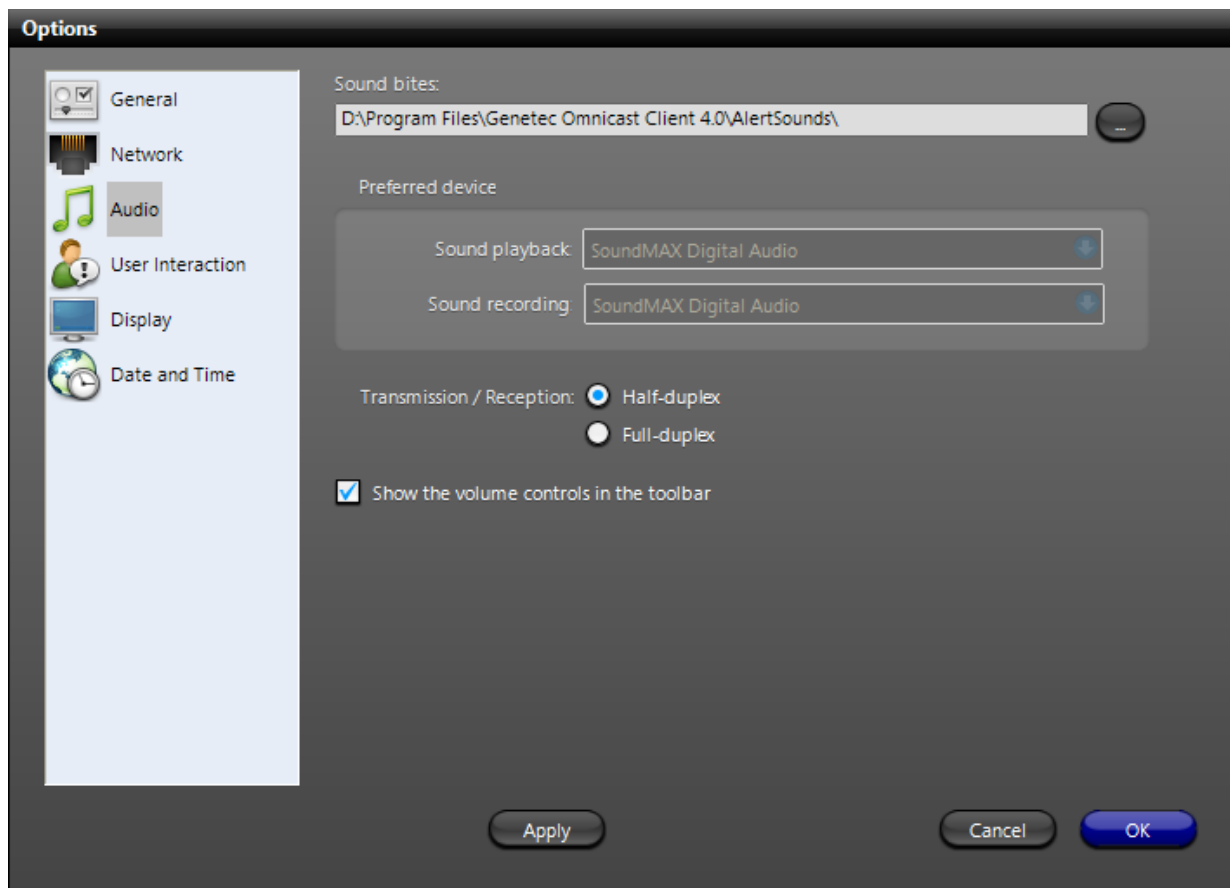 Options
General
Network
Audio
User Interaction
Display
Date and Time
Sound bites:
D:\Program Files\Genetec Omnicast Client 4.0\AlertSounds\
...
Preferred device
Sound playback: SoundMAX Digital Audio
Sound recording: SoundMAX Digital Audio
Transmission / Reception: Half-duplex
Full-duplex
Show the volume controls in the toolbar
Apply
Cancel
OK